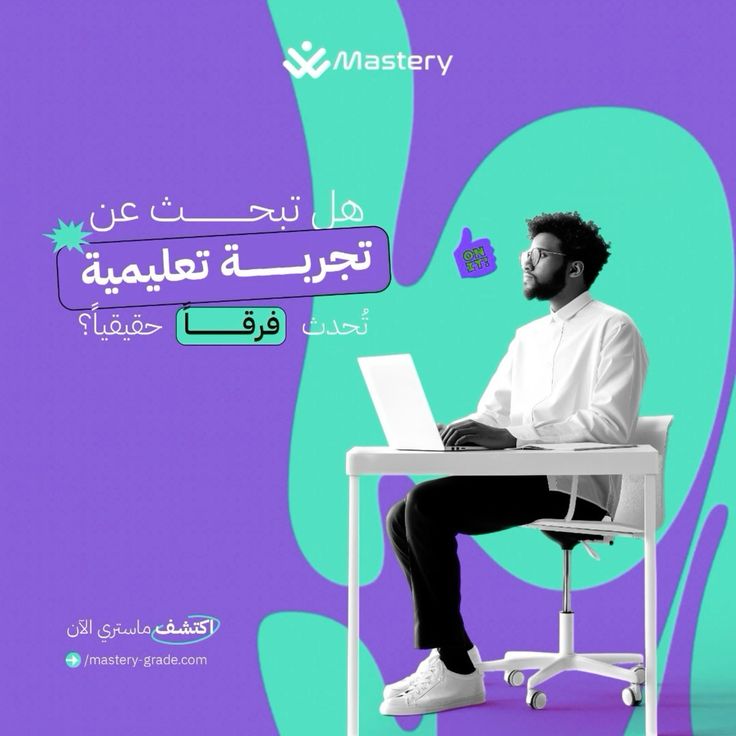 Mastery
هل تبحث عن
تجربة تعليمية
تُحدث فرقاً حقيقياً؟
ON IT!
اكتشف ماستري الآن
/mastery-grade.com